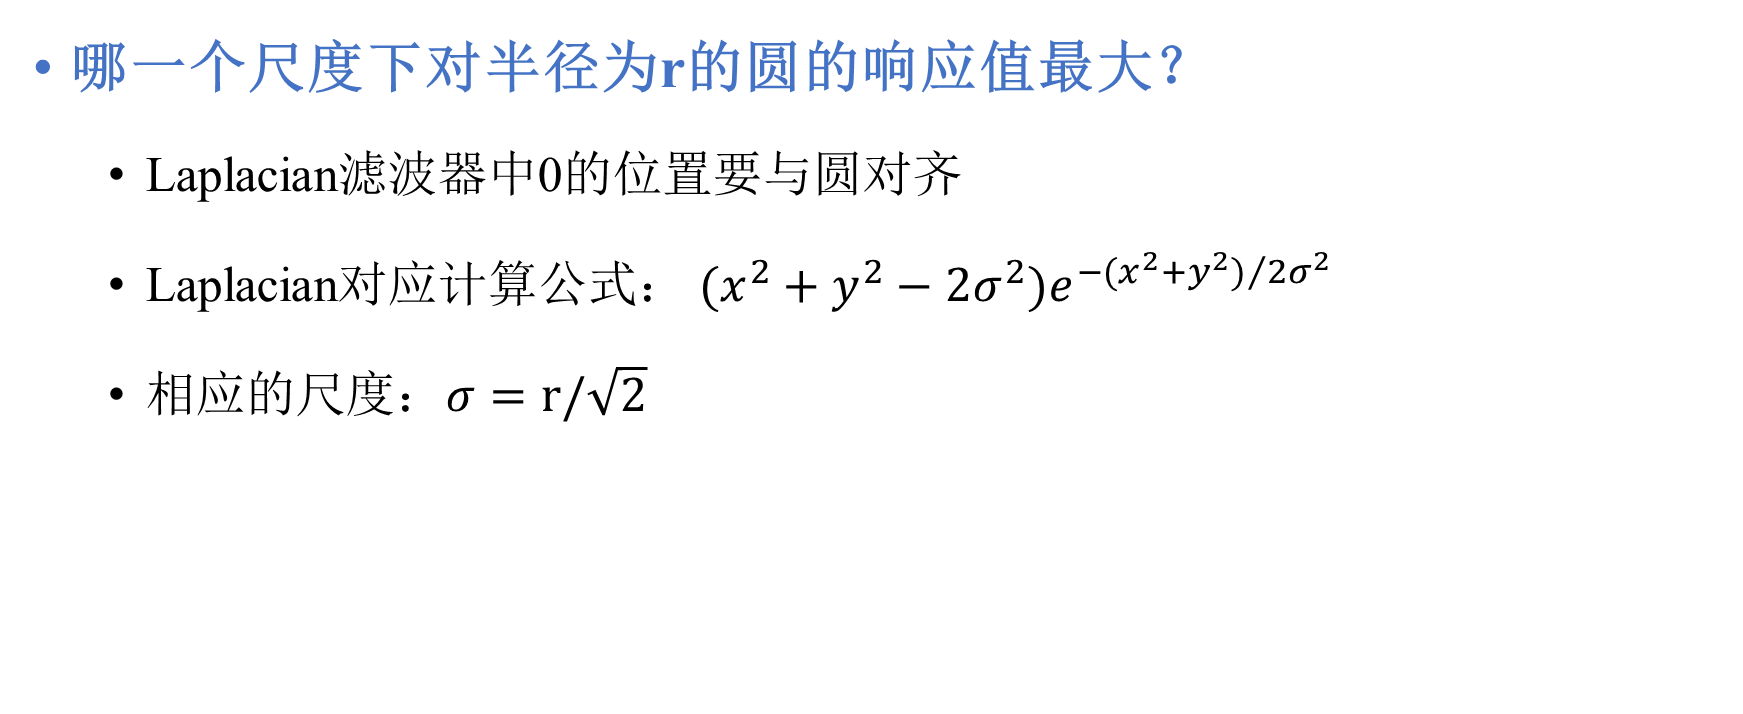 • 哪一个尺度下对半径为r的圆的响应值最大？
• Laplacian滤波器中0的位置要与圆对齐
• Laplacian对应计算公式： (x² + y² − 2σ²)e^{−(x²+y²)/2σ²}
• 相应的尺度：σ = r/√2